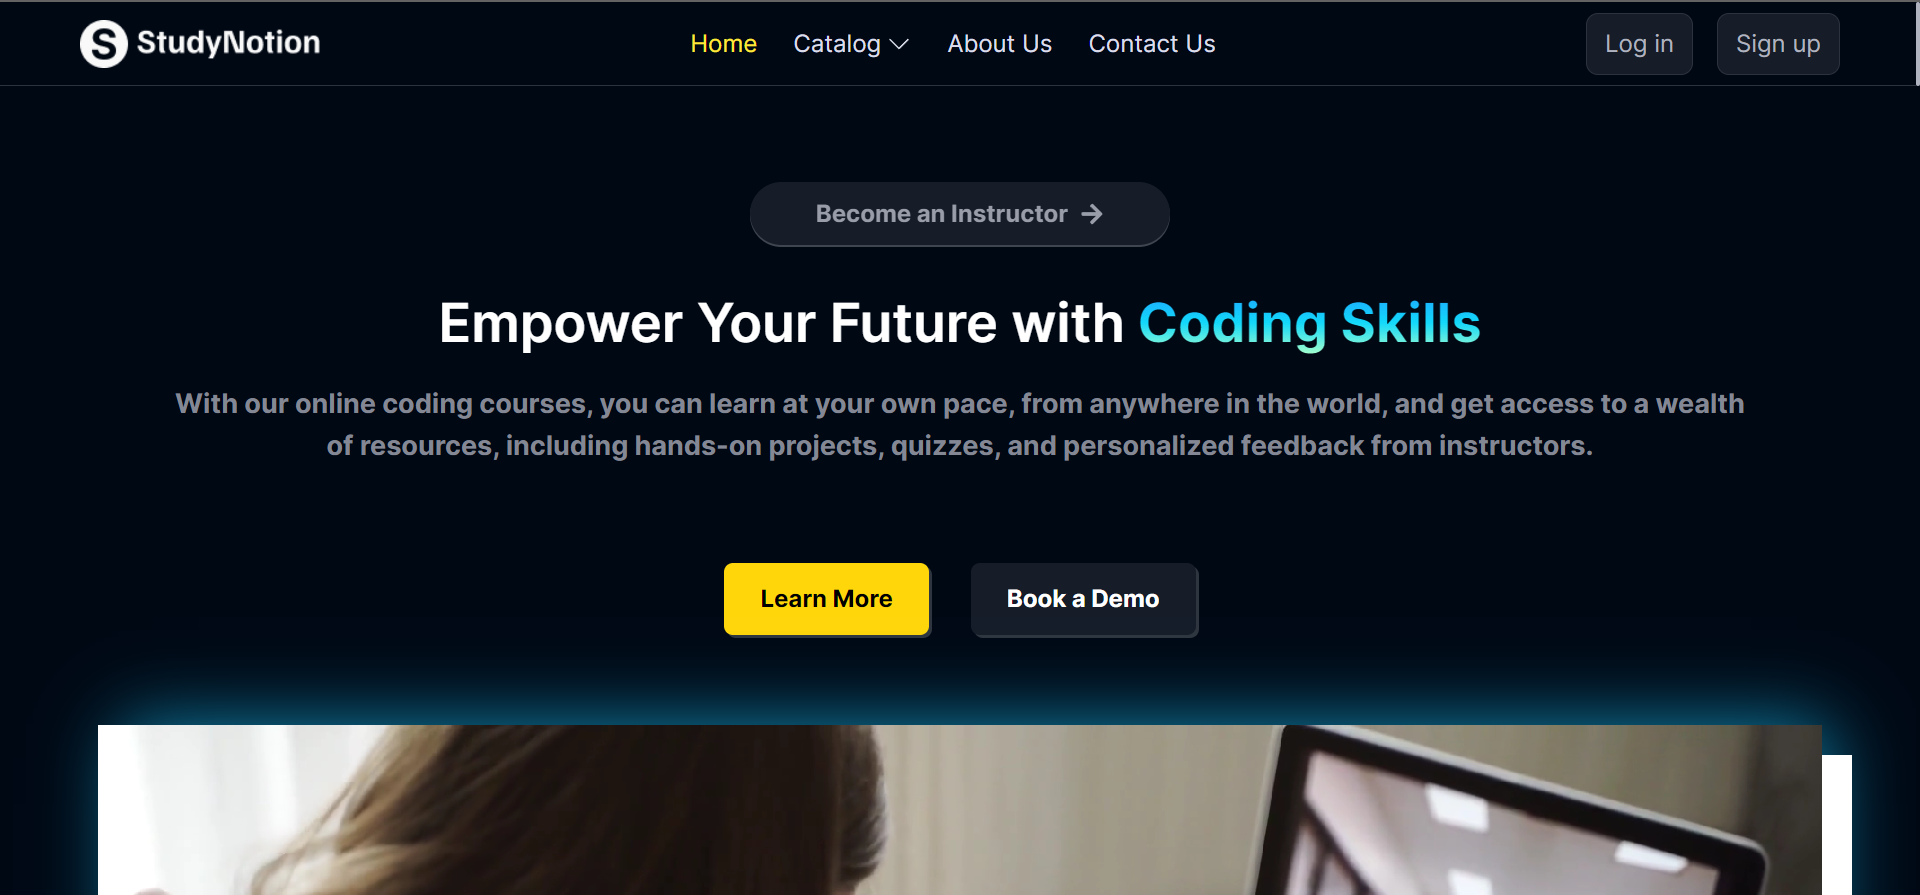 StudyNotion
Home
Catalog
About Us
Contact Us
Log in
Sign up
Become an Instructor
Empower Your Future with Coding Skills
With our online coding courses, you can learn at your own pace, from anywhere in the world, and get access to a wealth
of resources, including hands-on projects, quizzes, and personalized feedback from instructors.
Learn More
Book a Demo